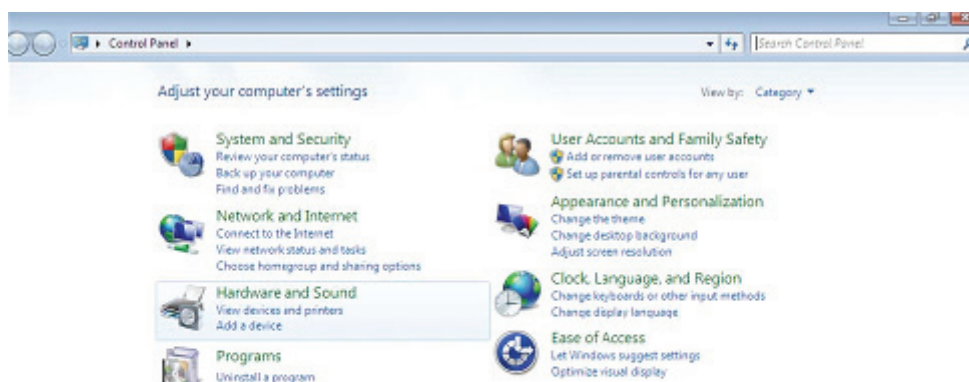 Control Panel
Search Control Panel
Adjust your computer's settings
View by: Category
System and Security
Review your computer's status
Back up your computer
Find and fix problems
Network and Internet
Connect to the Internet
View network status and tasks
Choose homegroup and sharing options
Hardware and Sound
View devices and printers
Add a device
Programs
Uninstall a program
User Accounts and Family Safety
Add or remove user accounts
Set up parental controls for any user
Appearance and Personalization
Change the theme
Change desktop background
Adjust screen resolution
Clock, Language, and Region
Change keyboards or other input methods
Change display language
Ease of Access
Let Windows suggest settings
Optimize visual display